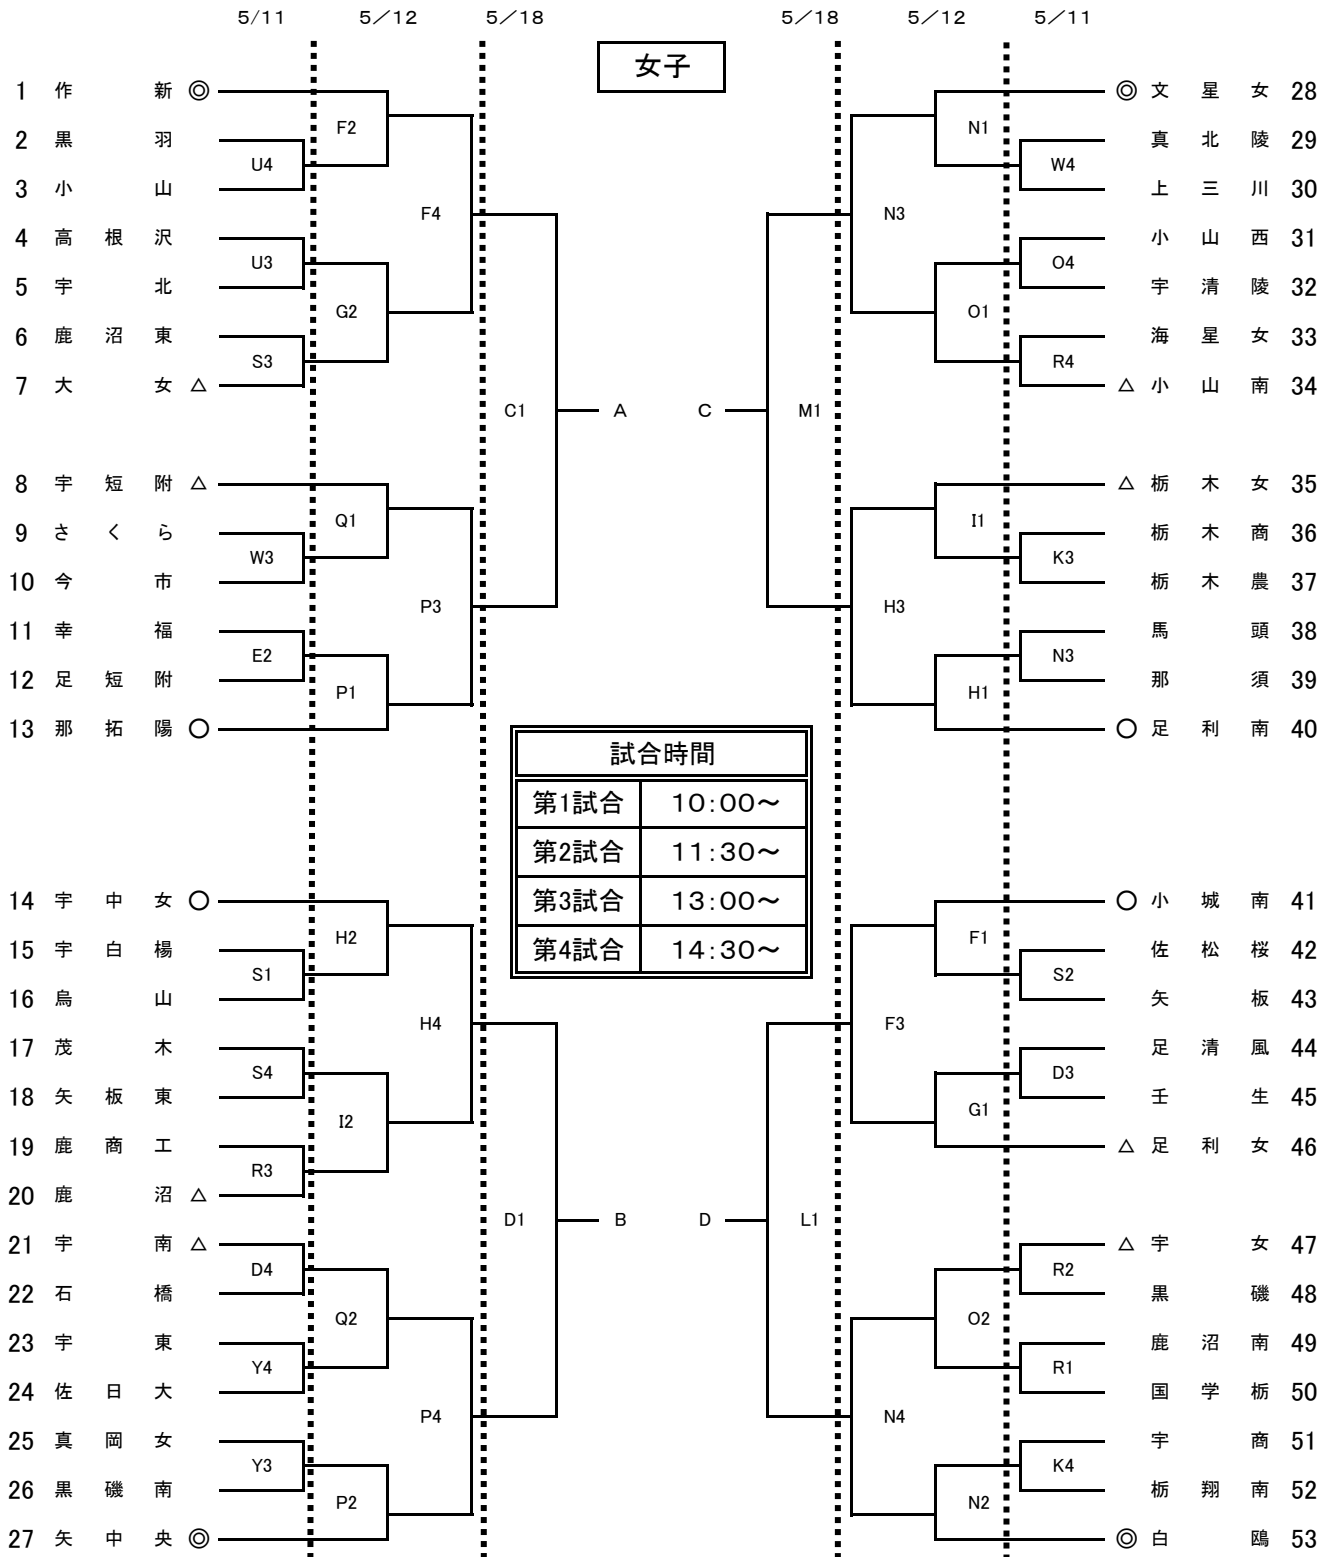 5/11 5／12 5／18 5／18 5／12 5／11
女子
1 作新 ◎ ◎ 文星女 28
F2 N1
2 黒羽 真北陵 29
U4 W4
3 小山 上三川 30
F4 N3
4 高根沢 小山西 31
U3 O4
5 宇北 宇清陵 32
G2 O1
6 鹿沼東 海星女 33
S3 R4
7 大女 △ △ 小山南 34
C1 A C M1
8 宇短附 △ △ 栃木女 35
Q1 I1
9 さくら 栃木商 36
W3 K3
10 今市 栃木農 37
P3 H3
11 幸福 馬頭 38
E2 N3
12 足短附 那須 39
P1 H1
13 那拓陽 ○ ○ 足利南 40
試合時間
第1試合 10:00～
第2試合 11:30～
第3試合 13:00～
第4試合 14:30～
14 宇中女 ○ ○ 小城南 41
H2 F1
15 宇白楊 佐松桜 42
S1 S2
16 烏山 矢板 43
H4 F3
17 茂木 足清風 44
S4 D3
18 矢板東 壬生 45
I2 G1
19 鹿商工 △ 足利女 46
R3
20 鹿沼 △
D1 B D L1
21 宇南 △ △ 宇女 47
D4 R2
22 石橋 黒磯 48
Q2 O2
23 宇東 鹿沼南 49
Y4 R1
24 佐日大 国学栃 50
P4 N4
25 真岡女 宇商 51
Y3 K4
26 黒磯南 栃翔南 52
P2 N2
27 矢中央 ◎ ◎ 白鴎 53